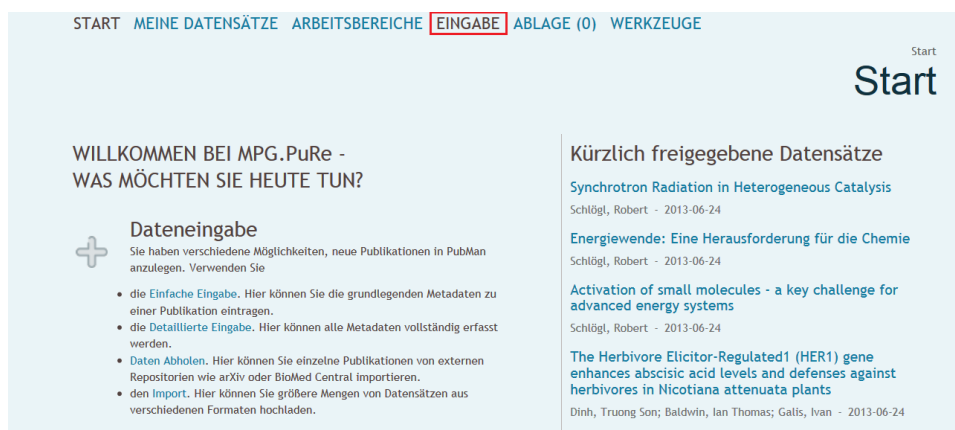 START MEINE DATENSÄTZE ARBEITSBEREICHE EINGABE ABLAGE (0) WERKZEUGE
Start
Start
WILLKOMMEN BEI MPG.PuRe -
WAS MÖCHTEN SIE HEUTE TUN?
Dateneingabe
Sie haben verschiedene Möglichkeiten, neue Publikationen in PubMan
anzulegen. Verwenden Sie
• die Einfache Eingabe. Hier können Sie die grundlegenden Metadaten zu
einer Publikation eintragen.
• die Detaillierte Eingabe. Hier können alle Metadaten vollständig erfasst
werden.
• Daten Abholen. Hier können Sie einzelne Publikationen von externen
Repositorien wie arXiv oder BioMed Central importieren.
• den Import. Hier können Sie größere Mengen von Datensätzen aus
verschiedenen Formaten hochladen.
Kürzlich freigegebene Datensätze
Synchrotron Radiation in Heterogeneous Catalysis
Schlögl, Robert - 2013-06-24
Energiewende: Eine Herausforderung für die Chemie
Schlögl, Robert - 2013-06-24
Activation of small molecules - a key challenge for
advanced energy systems
Schlögl, Robert - 2013-06-24
The Herbivore Elicitor-Regulated1 (HER1) gene
enhances abscisic acid levels and defenses against
herbivores in Nicotiana attenuata plants
Dinh, Truong Son; Baldwin, Ian Thomas; Galis, Ivan - 2013-06-24